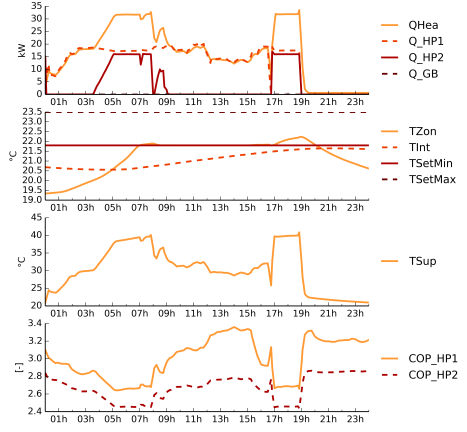 35
30
25
20
15
10
5
0
kW
01h 03h 05h 07h 09h 11h 13h 15h 17h 19h 21h 23h
QHea
Q_HP1
Q_HP2
Q_GB
23.5
23.0
22.5
22.0
21.5
21.0
20.5
20.0
19.5
19.0
°C
01h 03h 05h 07h 09h 11h 13h 15h 17h 19h 21h 23h
TZon
TInt
TSetMin
TSetMax
45
40
35
30
25
20
°C
01h 03h 05h 07h 09h 11h 13h 15h 17h 19h 21h 23h
TSup
3.4
3.2
3.0
2.8
2.6
2.4
[-]
01h 03h 05h 07h 09h 11h 13h 15h 17h 19h 21h 23h
COP_HP1
COP_HP2